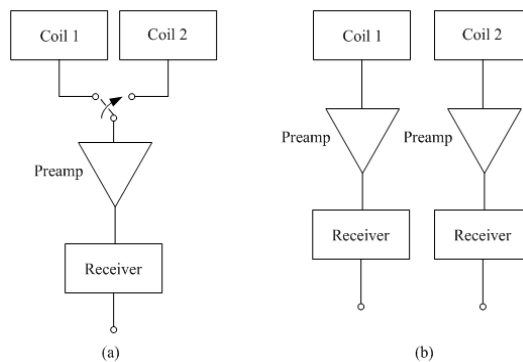 Coil 1
Coil 2
Preamp
Receiver
(a)
Coil 1
Coil 2
Preamp
Preamp
Receiver
Receiver
(b)